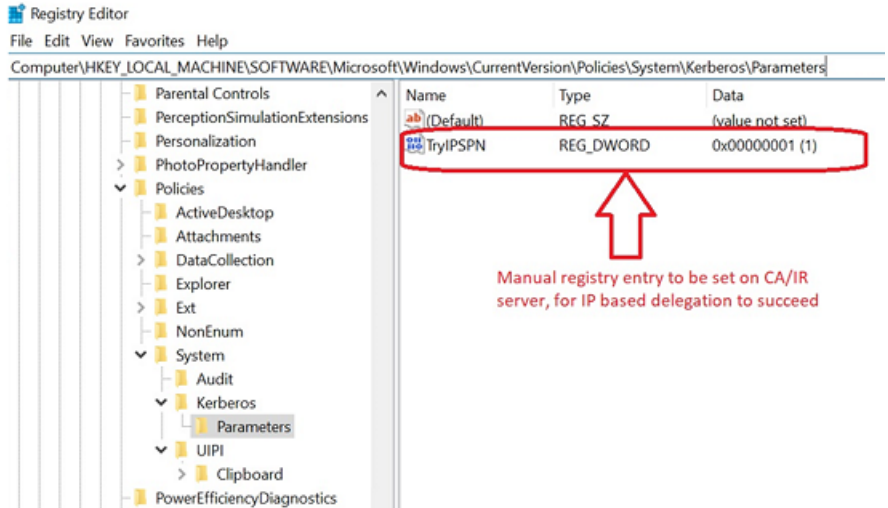 Registry Editor
File Edit View Favorites Help
Computer\HKEY_LOCAL_MACHINE\SOFTWARE\Microsoft\Windows\CurrentVersion\Policies\System\Kerberos\Parameters
Parental Controls
PerceptionSimulationExtensions
Personalization
PhotoPropertyHandler
Policies
ActiveDesktop
Attachments
DataCollection
Explorer
Ext
NonEnum
System
Audit
Kerberos
Parameters
UIPI
Clipboard
PowerEfficiencyDiagnostics
Name Type Data
(Default) REG_SZ (value not set)
TryIPSPN REG_DWORD 0x00000001 (1)
Manual registry entry to be set on CA/IR
server, for IP based delegation to succeed